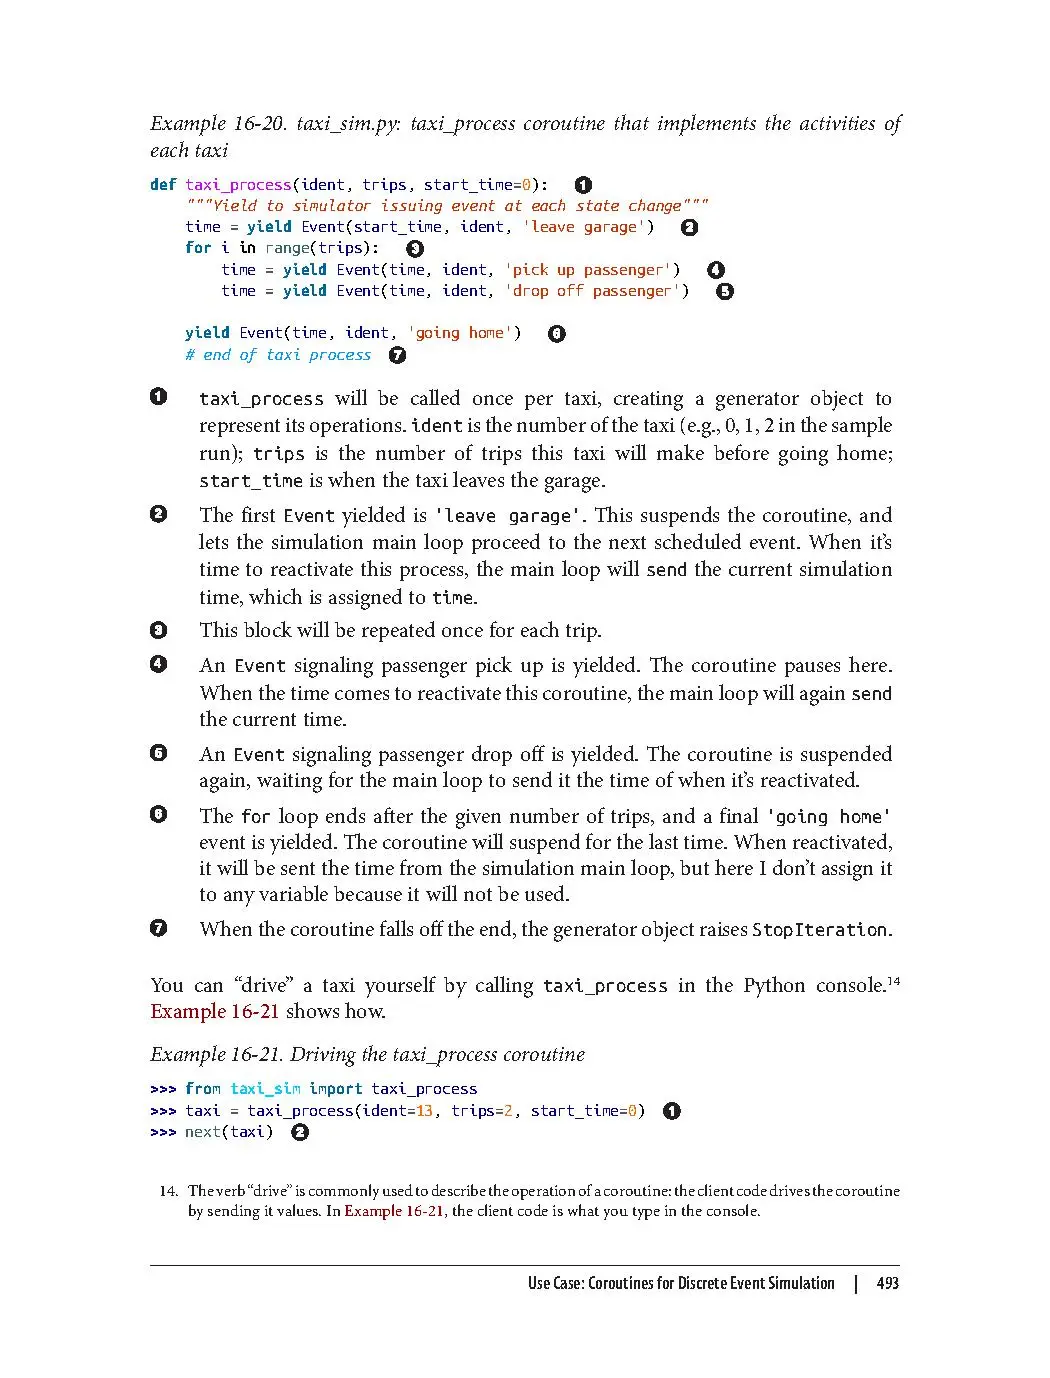 Example 16-20. taxi_sim.py: taxi_process coroutine that implements the activities of
each taxi
def taxi_process(ident, trips, start_time=0): ❶
    """Yield to simulator issuing event at each state change"""
    time = yield Event(start_time, ident, 'leave garage') ❷
    for i in range(trips): ❸
        time = yield Event(time, ident, 'pick up passenger') ❹
        time = yield Event(time, ident, 'drop off passenger') ❺
    yield Event(time, ident, 'going home') ❻
    # end of taxi process ❼
❶ taxi_process will be called once per taxi, creating a generator object to
represent its operations. ident is the number of the taxi (e.g., 0, 1, 2 in the sample
run); trips is the number of trips this taxi will make before going home;
start_time is when the taxi leaves the garage.
❷ The first Event yielded is 'leave garage'. This suspends the coroutine, and
lets the simulation main loop proceed to the next scheduled event. When it’s
time to reactivate this process, the main loop will send the current simulation
time, which is assigned to time.
❸ This block will be repeated once for each trip.
❹ An Event signaling passenger pick up is yielded. The coroutine pauses here.
When the time comes to reactivate this coroutine, the main loop will again send
the current time.
❺ An Event signaling passenger drop off is yielded. The coroutine is suspended
again, waiting for the main loop to send it the time of when it’s reactivated.
❻ The for loop ends after the given number of trips, and a final 'going home'
event is yielded. The coroutine will suspend for the last time. When reactivated,
it will be sent the time from the simulation main loop, but here I don’t assign it
to any variable because it will not be used.
❼ When the coroutine falls off the end, the generator object raises StopIteration.
You can “drive” a taxi yourself by calling taxi_process in the Python console.14
Example 16-21 shows how.
Example 16-21. Driving the taxi_process coroutine
>>> from taxi_sim import taxi_process
>>> taxi = taxi_process(ident=13, trips=2, start_time=0) ❶
>>> next(taxi) ❷
14. The verb “drive” is commonly used to describe the operation of a coroutine: the client code drives the coroutine
by sending it values. In Example 16-21, the client code is what you type in the console.
Use Case: Coroutines for Discrete Event Simulation | 493